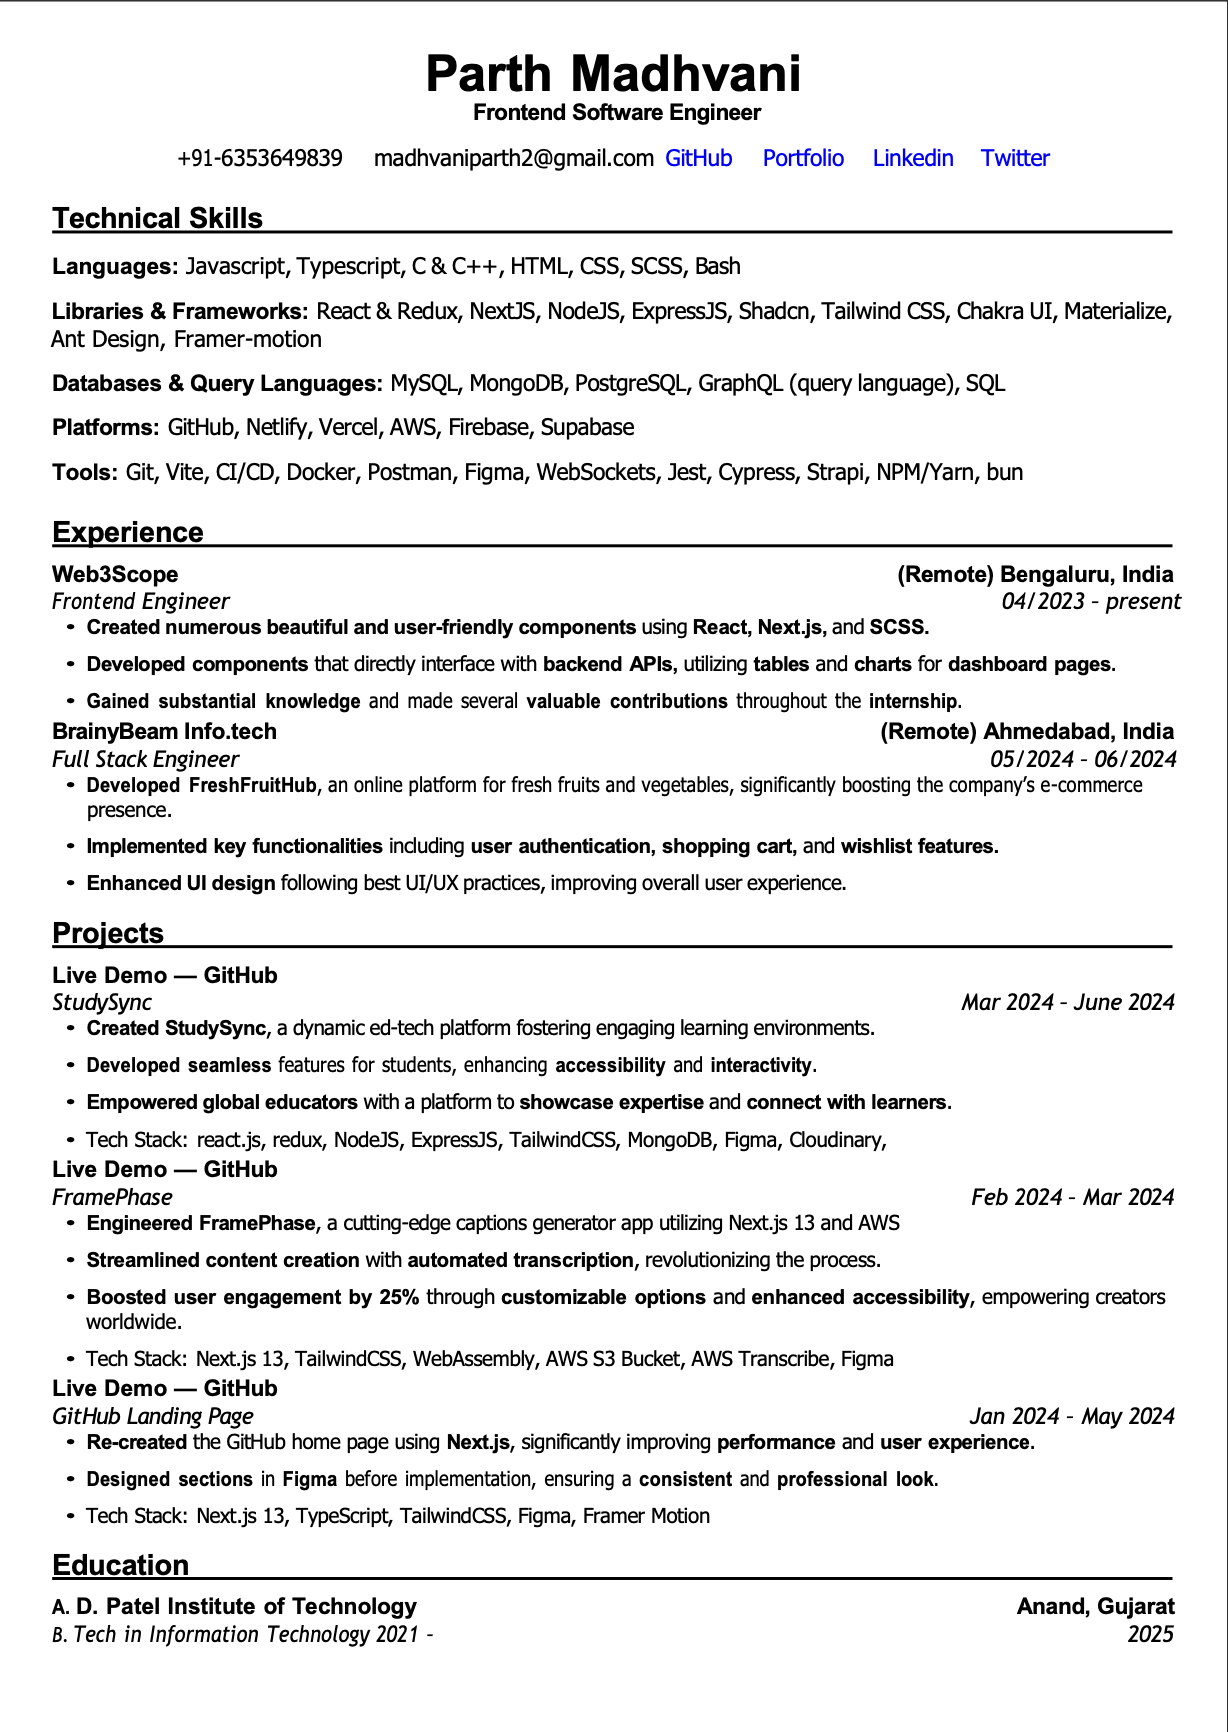 Parth Madhvani
Frontend Software Engineer
+91-6353649839 madhvaniparth2@gmail.com GitHub Portfolio Linkedin Twitter
Technical Skills
Languages: Javascript, Typescript, C & C++, HTML, CSS, SCSS, Bash
Libraries & Frameworks: React & Redux, NextJS, NodeJS, ExpressJS, Shadcn, Tailwind CSS, Chakra UI, Materialize,
Ant Design, Framer-motion
Databases & Query Languages: MySQL, MongoDB, PostgreSQL, GraphQL (query language), SQL
Platforms: GitHub, Netlify, Vercel, AWS, Firebase, Supabase
Tools: Git, Vite, CI/CD, Docker, Postman, Figma, WebSockets, Jest, Cypress, Strapi, NPM/Yarn, bun
Experience
Web3Scope (Remote) Bengaluru, India
Frontend Engineer 04/2023 – present
• Created numerous beautiful and user-friendly components using React, Next.js, and SCSS.
• Developed components that directly interface with backend APIs, utilizing tables and charts for dashboard pages.
• Gained substantial knowledge and made several valuable contributions throughout the internship.
BrainyBeam Info.tech (Remote) Ahmedabad, India
Full Stack Engineer 05/2024 – 06/2024
• Developed FreshFruitHub, an online platform for fresh fruits and vegetables, significantly boosting the company’s e-commerce
presence.
• Implemented key functionalities including user authentication, shopping cart, and wishlist features.
• Enhanced UI design following best UI/UX practices, improving overall user experience.
Projects
Live Demo — GitHub
StudySync Mar 2024 – June 2024
• Created StudySync, a dynamic ed-tech platform fostering engaging learning environments.
• Developed seamless features for students, enhancing accessibility and interactivity.
• Empowered global educators with a platform to showcase expertise and connect with learners.
• Tech Stack: react.js, redux, NodeJS, ExpressJS, TailwindCSS, MongoDB, Figma, Cloudinary,
Live Demo — GitHub
FramePhase Feb 2024 – Mar 2024
• Engineered FramePhase, a cutting-edge captions generator app utilizing Next.js 13 and AWS
• Streamlined content creation with automated transcription, revolutionizing the process.
• Boosted user engagement by 25% through customizable options and enhanced accessibility, empowering creators
worldwide.
• Tech Stack: Next.js 13, TailwindCSS, WebAssembly, AWS S3 Bucket, AWS Transcribe, Figma
Live Demo — GitHub
GitHub Landing Page Jan 2024 – May 2024
• Re-created the GitHub home page using Next.js, significantly improving performance and user experience.
• Designed sections in Figma before implementation, ensuring a consistent and professional look.
• Tech Stack: Next.js 13, TypeScript, TailwindCSS, Figma, Framer Motion
Education
A. D. Patel Institute of Technology Anand, Gujarat
B. Tech in Information Technology 2021 – 2025